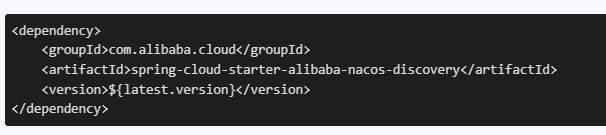 <dependency>
    <groupId>com.alibaba.cloud</groupId>
    <artifactId>spring-cloud-starter-alibaba-nacos-discovery</artifactId>
    <version>${latest.version}</version>
</dependency>